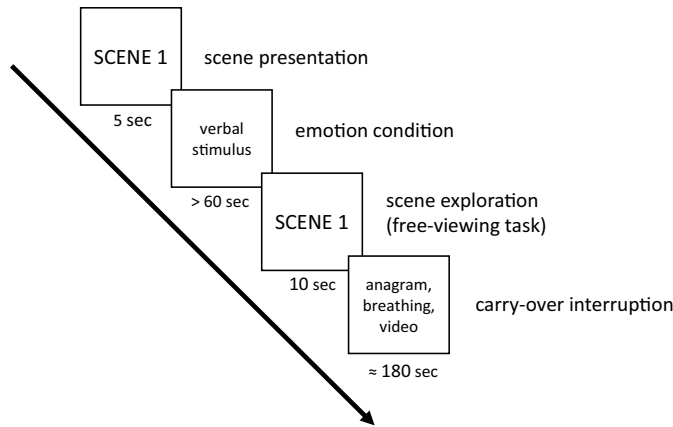 SCENE 1
scene presentation
5 sec
verbal
stimulus
emotion condition
> 60 sec
SCENE 1
scene exploration
(free-viewing task)
10 sec
anagram,
breathing,
video
carry-over interruption
≈ 180 sec